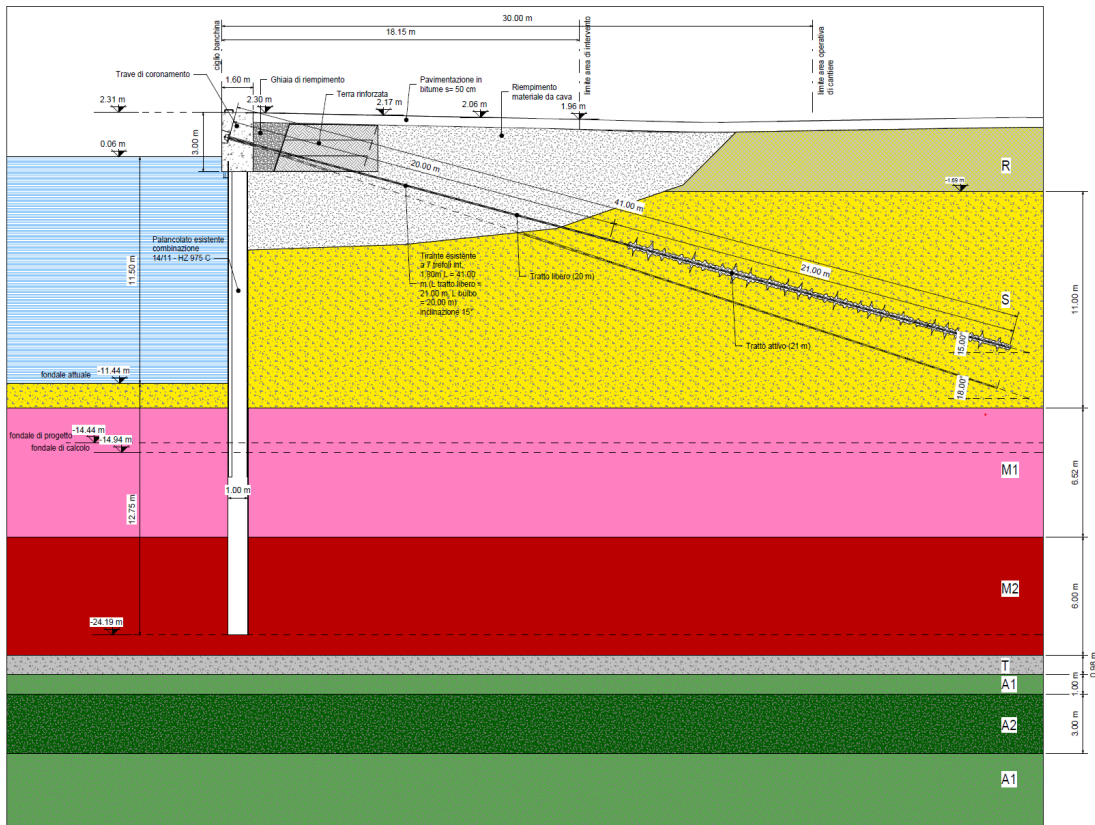 30.00 m
18.15 m
ciglio banchina
limite area di intervento
limite area operativa
di cantiere
Trave di coronamento
1.60 m
Ghiaia di riempimento
Terra rinforzata
Pavimentazione in
bitume s= 50 cm
Riempimento
materiale da cava
2.31 m
2.30 m
2.17 m
2.06 m
1.96 m
3.00 m
0.06 m
20.00 m
R
-1.69 m
41.00 m
Palancolato esistente
combinazione
14/11 - HZ 975 C
11.50 m
Tirante esistente
a 7 trefoli int.
1,80m L = 41.00
m (L tratto libero =
21.00 m, L bulbo
= 20.00 m)
inclinazione 15°
Tratto libero (20 m)
21.00 m
S
11.00 m
Tratto attivo (21 m)
15.00°
18.00°
fondale attuale
-11.44 m
fondale di progetto
-14.44 m
fondale di calcolo
-14.94 m
M1
6.52 m
1.00 m
12.75 m
M2
6.00 m
-24.19 m
T
0.98 m
A1
1.00 m
A2
3.00 m
A1